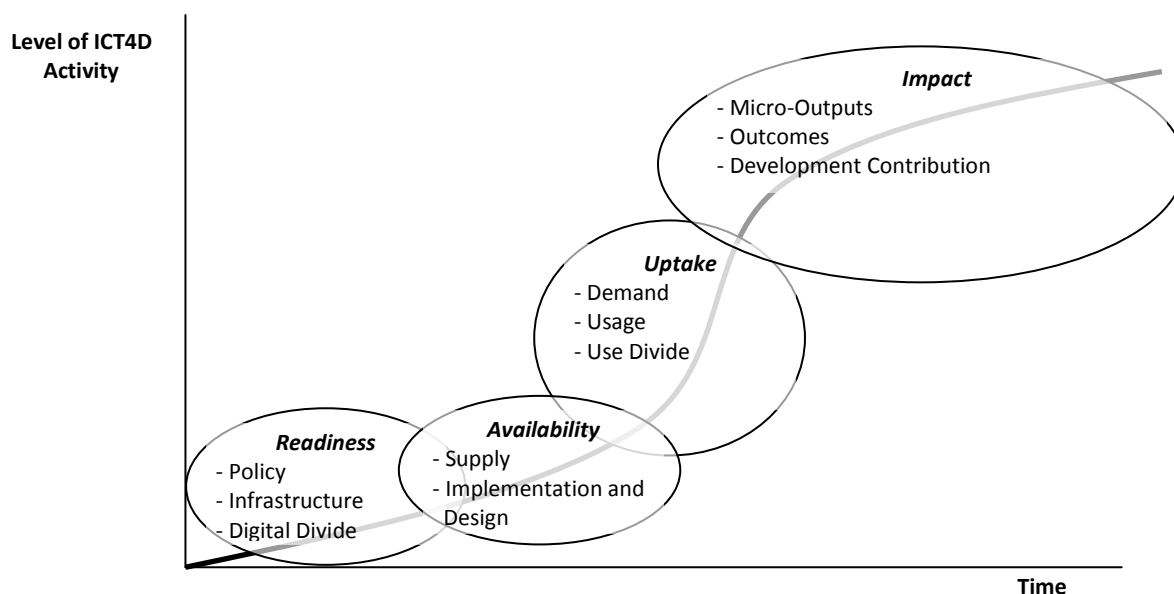 Level of ICT4D
Activity
Impact
- Micro-Outputs
- Outcomes
- Development Contribution
Uptake
- Demand
- Usage
- Use Divide
Readiness
- Policy
- Infrastructure
- Digital Divide
Availability
- Supply
- Implementation and
Design
Time